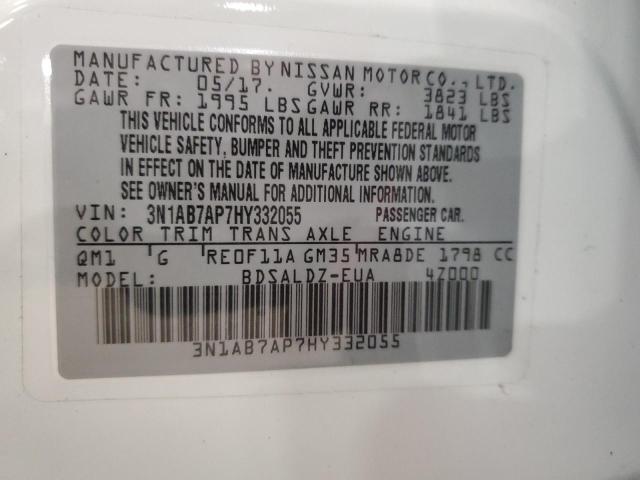 MANUFACTURED BY NISSAN MOTOR CO., LTD.
DATE: 05/17. GVWR: 3823 LBS
GAWR FR: 1995 LBS GAWR RR: 1841 LBS
THIS VEHICLE CONFORMS TO ALL APPLICABLE FEDERAL MOTOR
VEHICLE SAFETY, BUMPER AND THEFT PREVENTION STANDARDS
IN EFFECT ON THE DATE OF MANUFACTURE SHOWN ABOVE.
SEE OWNER'S MANUAL FOR ADDITIONAL INFORMATION.
VIN: 3N1AB7AP7HY332055 PASSENGER CAR.
COLOR TRIM TRANS AXLE ENGINE
QM1 G RE0F11A GM35 MRA8DE 1798 CC
MODEL: BDSALDZ-EUA 4Z000
3N1AB7AP7HY332055